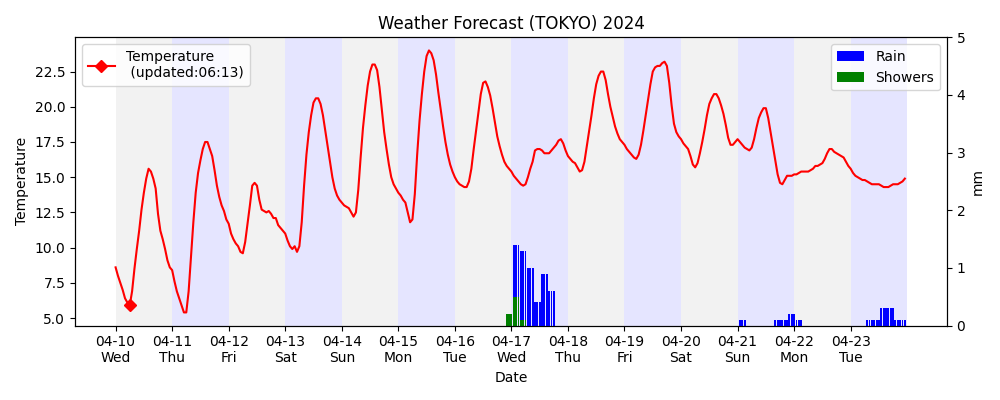 Weather Forecast (TOKYO) 2024
Temperature
(updated:06:13)
Rain
Showers
Temperature
22.5
20.0
17.5
15.0
12.5
10.0
7.5
5.0
5
4
3
2
1
0
mm
04-10 04-11 04-12 04-13 04-14 04-15 04-16 04-17 04-18 04-19 04-20 04-21 04-22 04-23
Wed Thu Fri Sat Sun Mon Tue Wed Thu Fri Sat Sun Mon Tue
Date